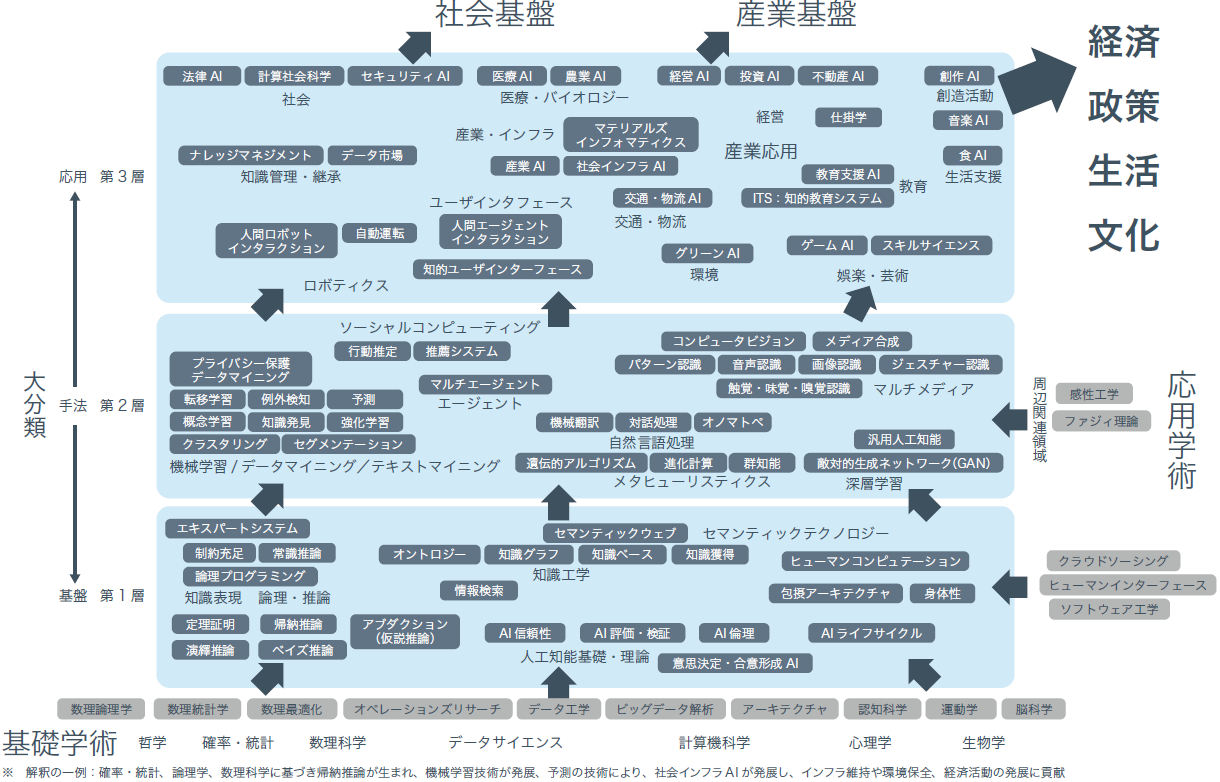 社会基盤
産業基盤
経済
政策
生活
文化
法律 AI
計算社会科学
セキュリティ AI
医療 AI
農業 AI
経営 AI
投資 AI
不動産 AI
創作 AI
社会
医療・バイオロジー
創造活動
産業・インフラ
マテリアルズ
インフォマティクス
経営
仕掛学
音楽 AI
ナレッジマネジメント
データ市場
産業 AI
社会インフラ AI
産業応用
食 AI
知識管理・継承
教育支援 AI
生活支援
応用 第3層
教育
ユーザインタフェース
交通・物流 AI
ITS:知的教育システム
人間ロボット
インタラクション
自動運転
人間エージェント
インタラクション
交通・物流
グリーン AI
ゲーム AI
スキルサイエンス
知的ユーザインターフェース
環境
娯楽・芸術
ロボティクス
ソーシャルコンピューティング
行動推定
推薦システム
コンピュータビジョン
メディア合成
プライバシー保護
データマイニング
パターン認識
音声認識
画像認識
ジェスチャー認識
マルチエージェント
エージェント
触覚・味覚・嗅覚認識
マルチメディア
大分類
手法 第2層
転移学習
例外検知
予測
概念学習
知識発見
強化学習
クラスタリング
セグメンテーション
機械学習 / データマイニング/テキストマイニング
機械翻訳
対話処理
オノマトペ
自然言語処理
汎用人工知能
遺伝的アルゴリズム
進化計算
群知能
敵対的生成ネットワーク(GAN)
メタヒューリスティクス
深層学習
周辺関連領域
感性工学
ファジィ理論
応用学術
エキスパートシステム
セマンティックウェブ
セマンティックテクノロジー
制約充足
常識推論
オントロジー
知識グラフ
知識ベース
知識獲得
ヒューマンコンピュテーション
論理プログラミング
知識工学
クラウドソーシング
基盤 第1層
知識表現
論理・推論
情報検索
包摂アーキテクチャ
身体性
ヒューマンインターフェース
ソフトウェア工学
定理証明
帰納推論
アブダクション
(仮説推論)
AI 信頼性
AI 評価・検証
AI 倫理
AI ライフサイクル
演繹推論
ベイズ推論
人工知能基礎・理論
意思決定・合意形成 AI
数理論理学
数理統計学
数理最適化
オペレーションズリサーチ
データ工学
ビッグデータ解析
アーキテクチャ
認知科学
運動学
脳科学
基礎学術
哲学
確率・統計
数理科学
データサイエンス
計算機科学
心理学
生物学
※ 解釈の一例:確率・統計、論理学、数理科学に基づき帰納推論が生まれ、機械学習技術が発展、予測の技術により、社会インフラ AI が発展し、インフラ維持や環境保全、経済活動の発展に貢献